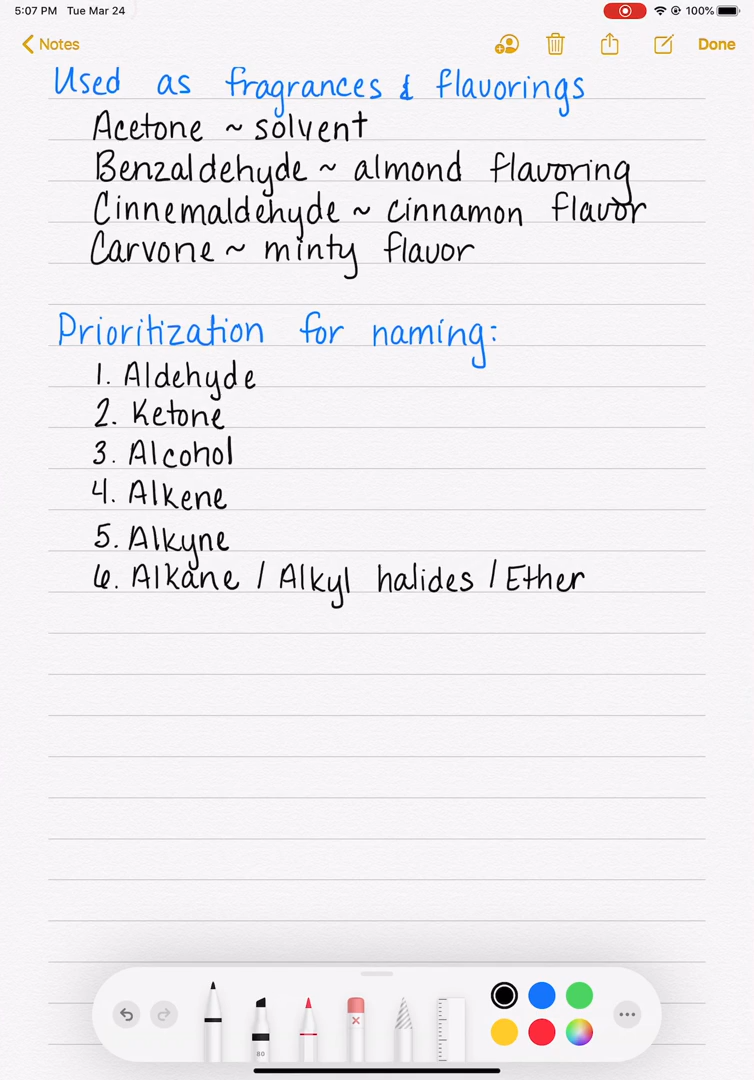 5:07 PM Tue Mar 24 100%
Notes Done
Used as fragrances & flavorings
Acetone ~ solvent
Benzaldehyde ~ almond flavoring
Cinnemaldehyde ~ cinnamon flavor
Carvone ~ minty flavor
Prioritization for naming:
1. Aldehyde
2. Ketone
3. Alcohol
4. Alkene
5. Alkyne
6. Alkane / Alkyl halides / Ether
80